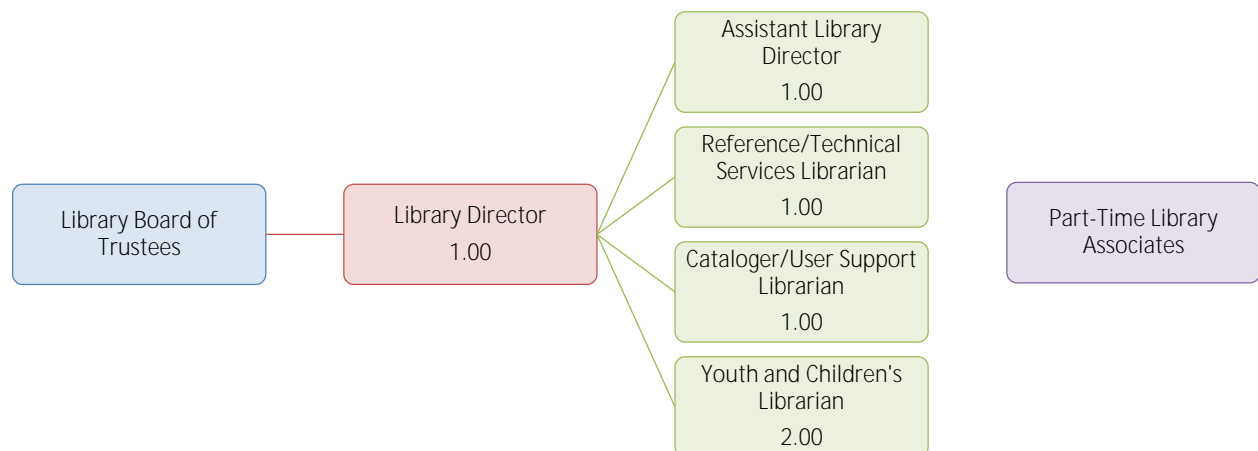 Library Board of
Trustees
Library Director
1.00
Assistant Library
Director
1.00
Reference/Technical
Services Librarian
1.00
Cataloger/User Support
Librarian
1.00
Youth and Children's
Librarian
2.00
Part-Time Library
Associates